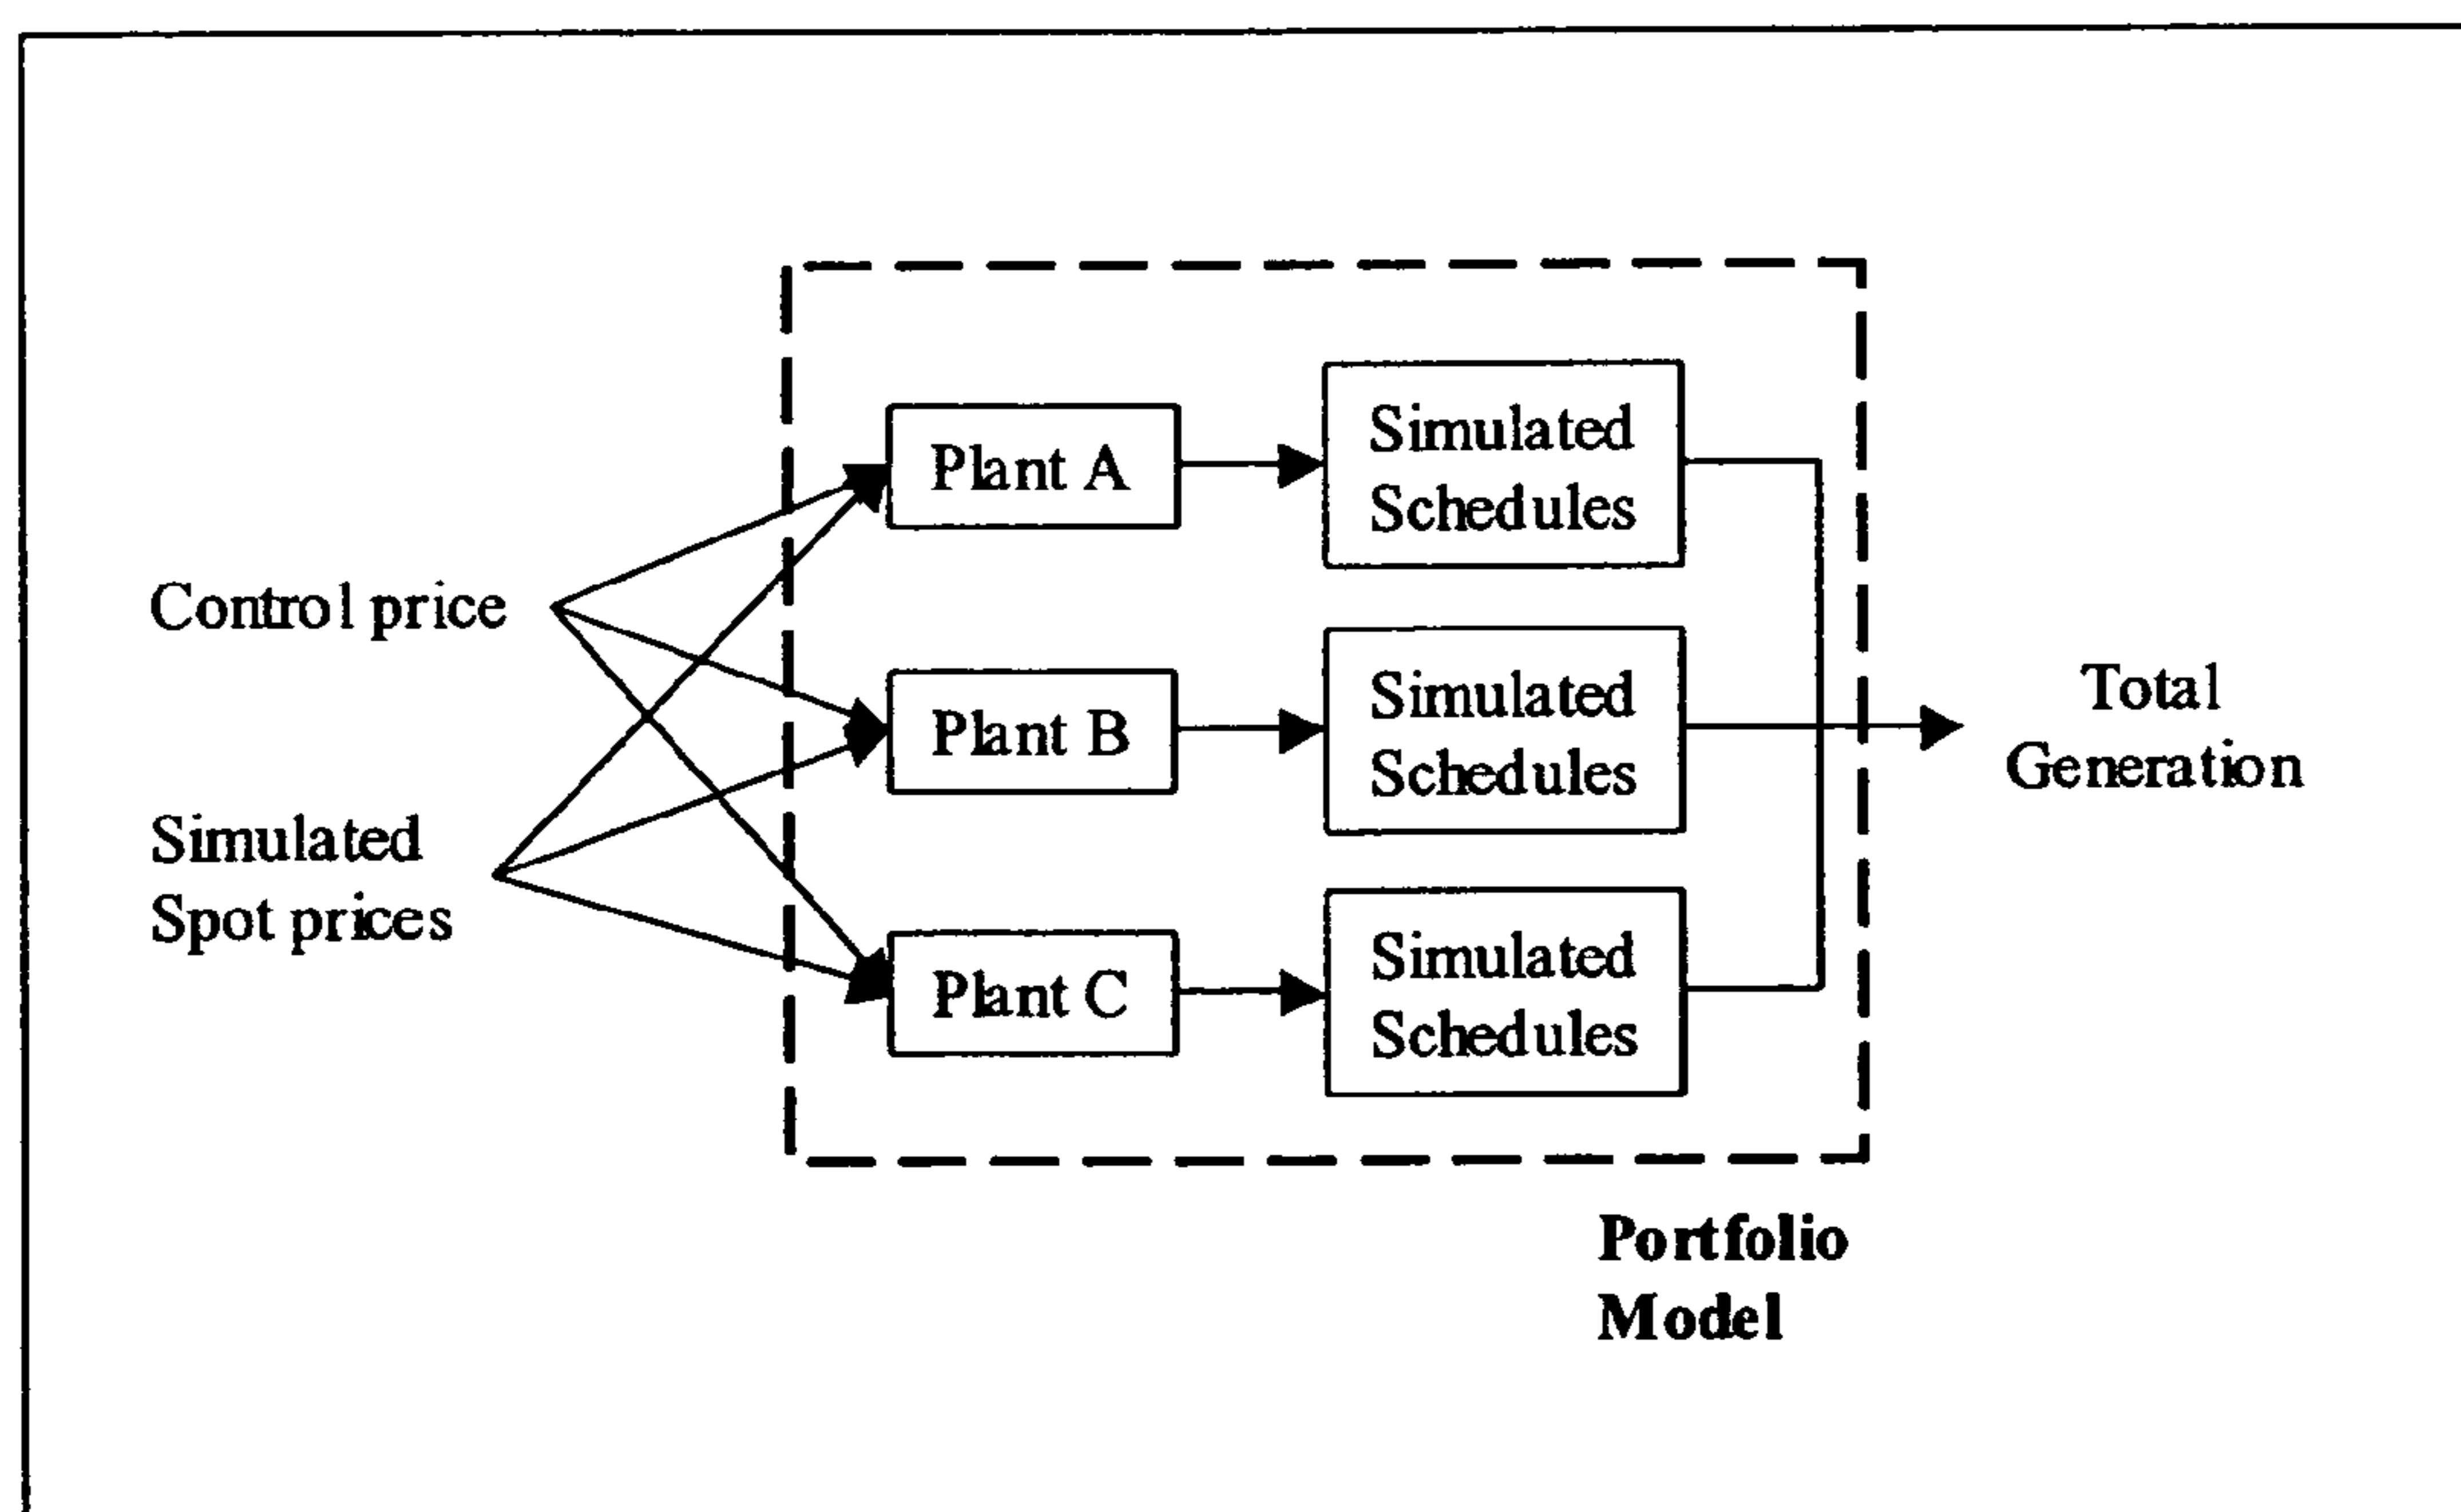 Control price
Simulated
Spot prices
Plant A
Simulated
Schedules
Plant B
Simulated
Schedules
Plant C
Simulated
Schedules
Total
Generation
Portfolio
Model